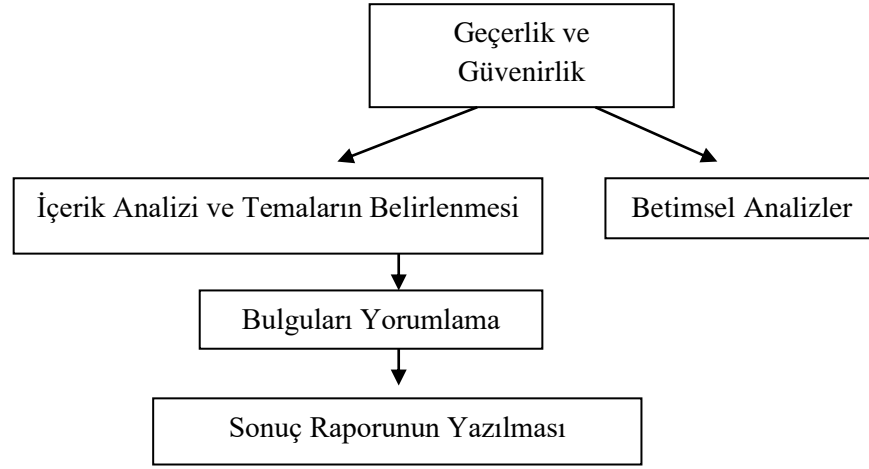 Geçerlik ve
Güvenirlik
İçerik Analizi ve Temaların Belirlenmesi
Betimsel Analizler
Bulguları Yorumlama
Sonuç Raporunun Yazılması